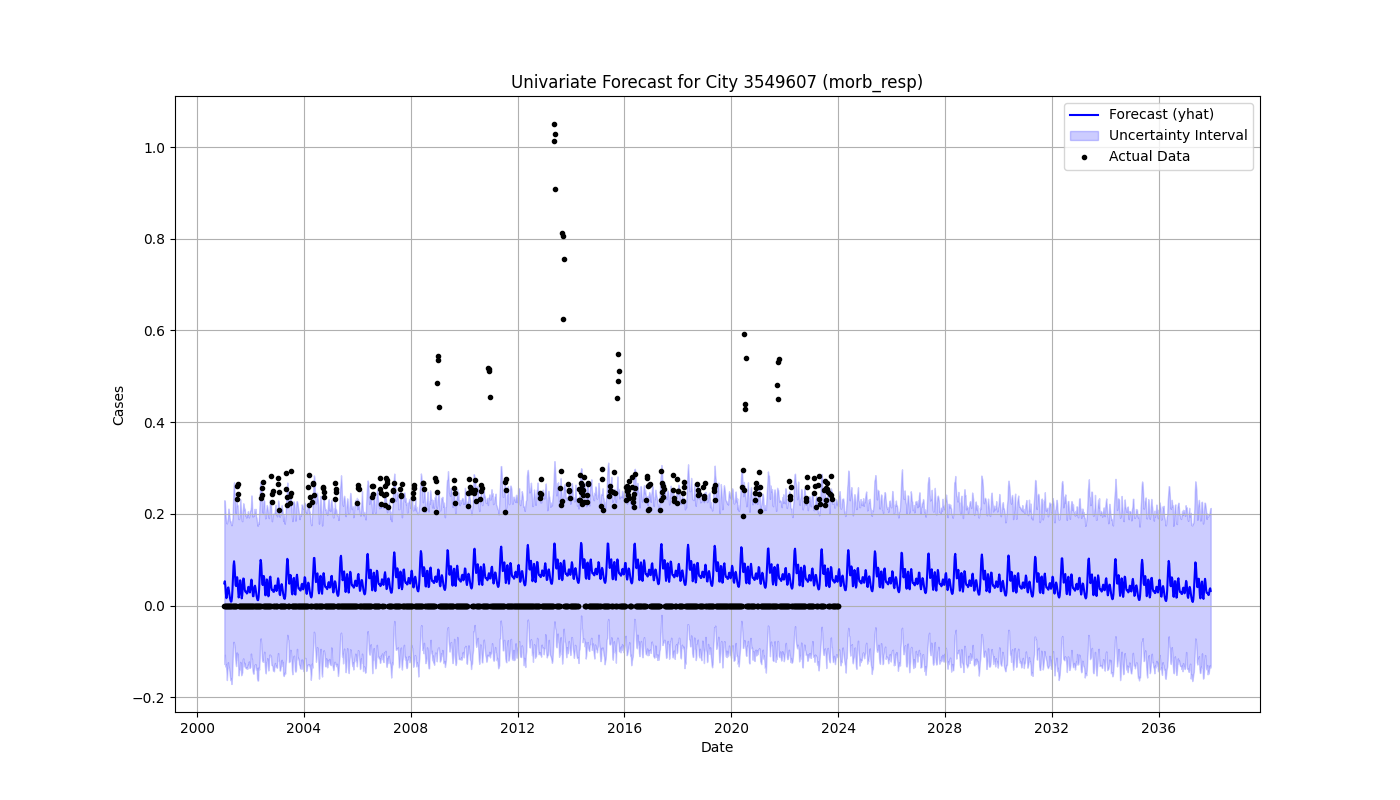 Univariate Forecast for City 3549607 (morb_resp)
Forecast (yhat)
Uncertainty Interval
Actual Data
1.0
0.8
0.6
0.4
0.2
0.0
−0.2
Cases
2000 2004 2008 2012 2016 2020 2024 2028 2032 2036
Date